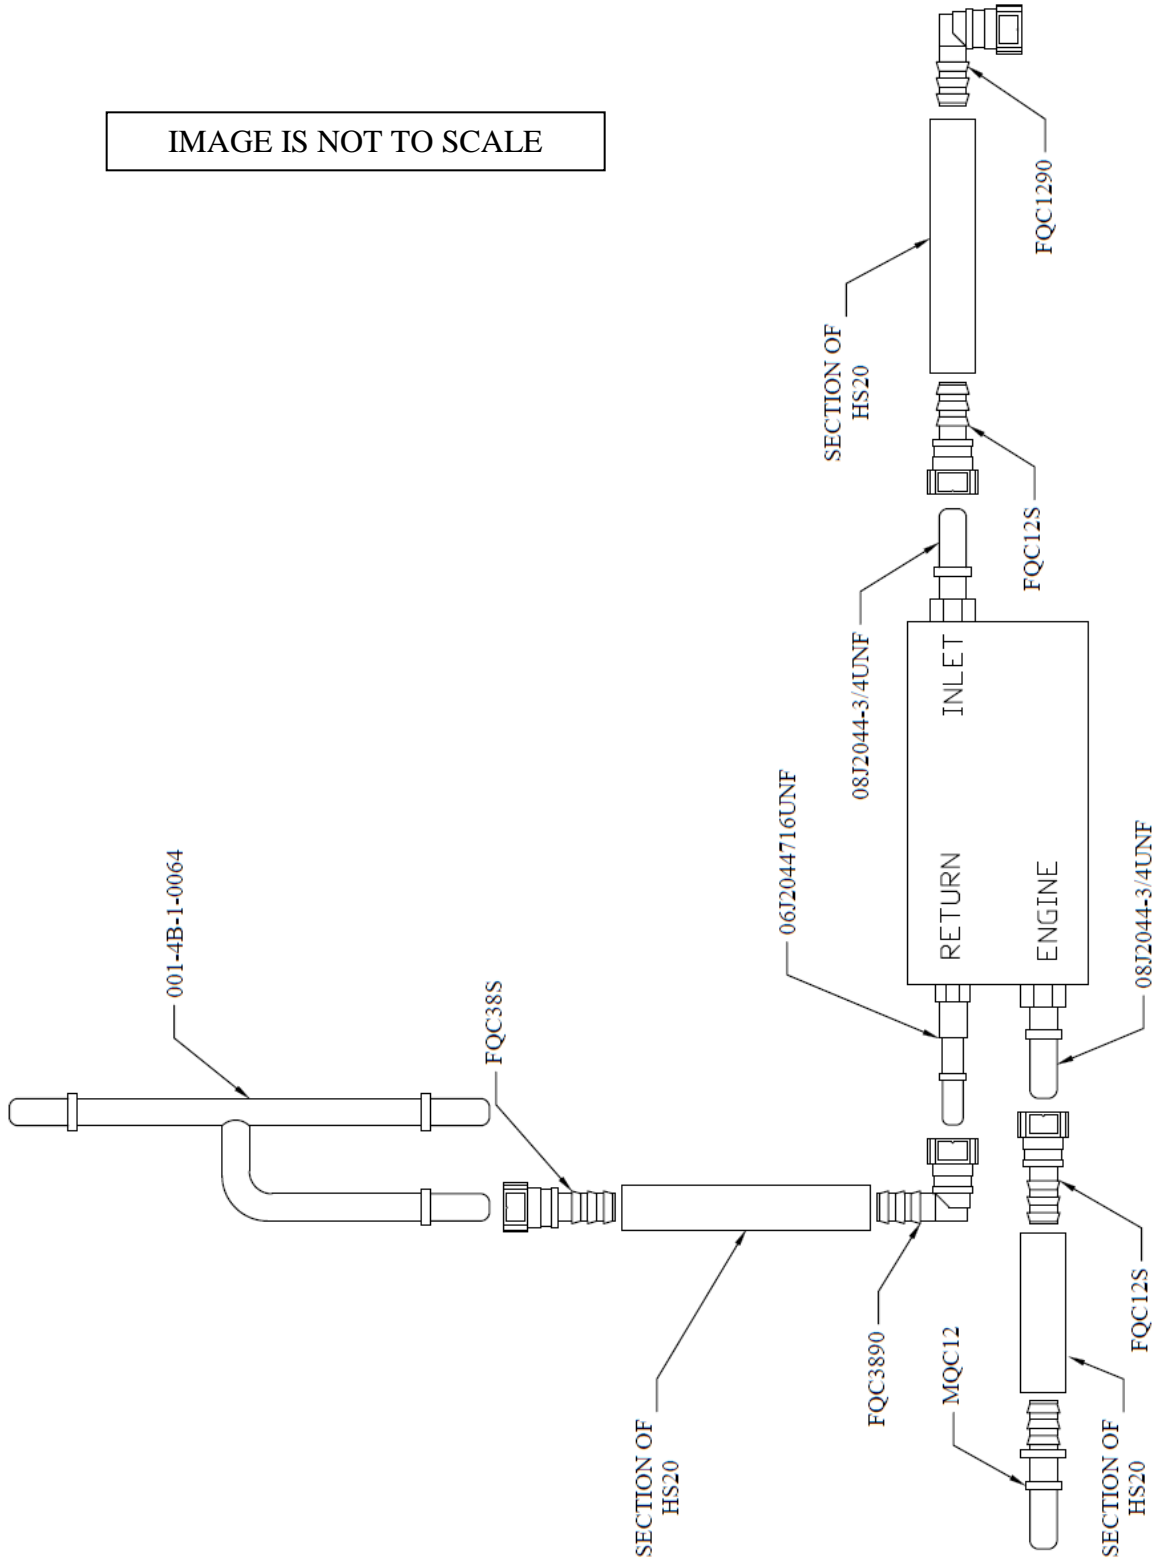 IMAGE IS NOT TO SCALE
001-4B-1-0064
FQC38S
SECTION OF
HS20
FQC3890
MQC12
SECTION OF
HS20
FQC12S
08J2044-3/4UNF
06J2044716UNF
RETURN
ENGINE
INLET
08J2044-3/4UNF
FQC12S
SECTION OF
HS20
FQC1290